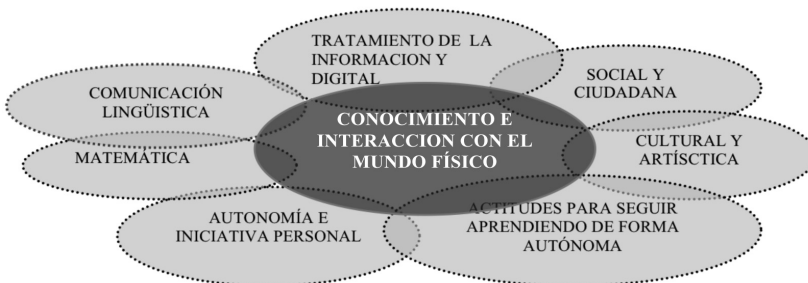 TRATAMIENTO DE LA
INFORMACION Y
DIGITAL
SOCIAL Y
CIUDADANA
COMUNICACIÓN
LINGÜISTICA
CONOCIMIENTO E
INTERACCION CON EL
MUNDO FÍSICO
CULTURAL Y
ARTÍSCTICA
MATEMÁTICA
AUTONOMÍA E
INICIATIVA PERSONAL
ACTITUDES PARA SEGUIR
APRENDIENDO DE FORMA
AUTÓNOMA